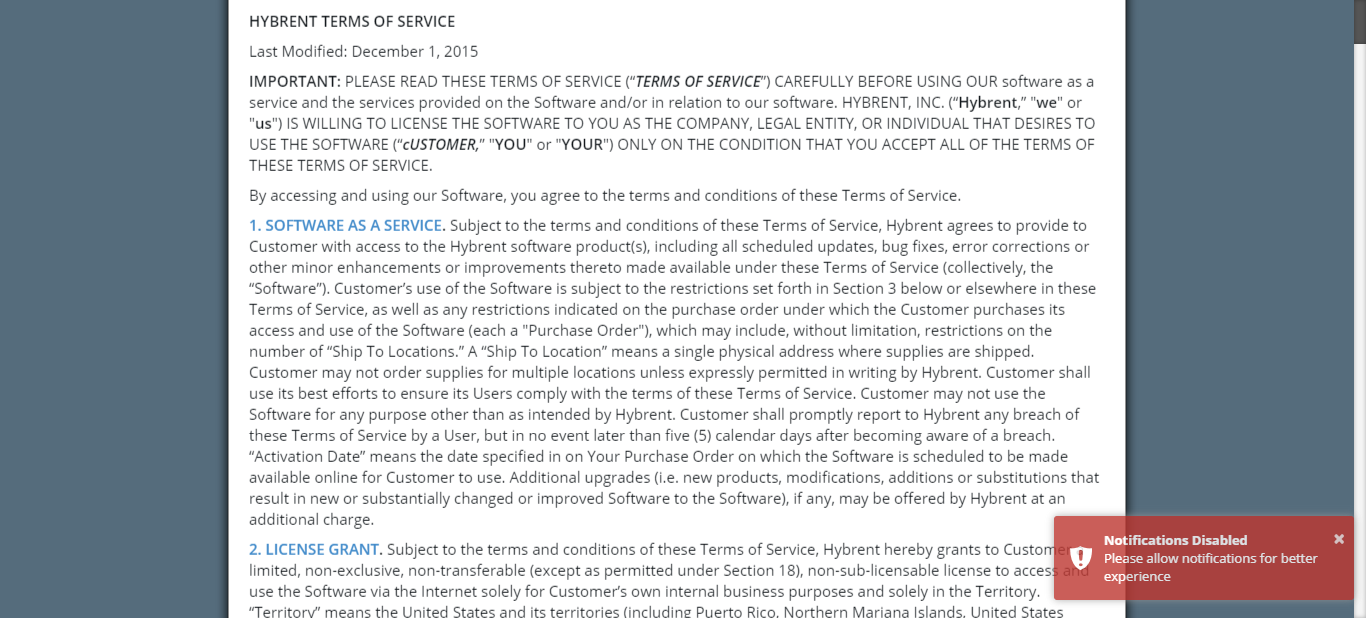 HYBRENT TERMS OF SERVICE
Last Modified: December 1, 2015
IMPORTANT: PLEASE READ THESE TERMS OF SERVICE (“TERMS OF SERVICE”) CAREFULLY BEFORE USING OUR software as a
service and the services provided on the Software and/or in relation to our software. HYBRENT, INC. (“Hybrent,” "we" or
"us") IS WILLING TO LICENSE THE SOFTWARE TO YOU AS THE COMPANY, LEGAL ENTITY, OR INDIVIDUAL THAT DESIRES TO
USE THE SOFTWARE (“cUSTOMER,” "YOU" or "YOUR") ONLY ON THE CONDITION THAT YOU ACCEPT ALL OF THE TERMS OF
THESE TERMS OF SERVICE.
By accessing and using our Software, you agree to the terms and conditions of these Terms of Service.
1. SOFTWARE AS A SERVICE. Subject to the terms and conditions of these Terms of Service, Hybrent agrees to provide to
Customer with access to the Hybrent software product(s), including all scheduled updates, bug fixes, error corrections or
other minor enhancements or improvements thereto made available under these Terms of Service (collectively, the
“Software”). Customer’s use of the Software is subject to the restrictions set forth in Section 3 below or elsewhere in these
Terms of Service, as well as any restrictions indicated on the purchase order under which the Customer purchases its
access and use of the Software (each a "Purchase Order"), which may include, without limitation, restrictions on the
number of “Ship To Locations.” A “Ship To Location” means a single physical address where supplies are shipped.
Customer may not order supplies for multiple locations unless expressly permitted in writing by Hybrent. Customer shall
use its best efforts to ensure its Users comply with the terms of these Terms of Service. Customer may not use the
Software for any purpose other than as intended by Hybrent. Customer shall promptly report to Hybrent any breach of
these Terms of Service by a User, but in no event later than five (5) calendar days after becoming aware of a breach.
“Activation Date” means the date specified in on Your Purchase Order on which the Software is scheduled to be made
available online for Customer to use. Additional upgrades (i.e. new products, modifications, additions or substitutions that
result in new or substantially changed or improved Software to the Software), if any, may be offered by Hybrent at an
additional charge.
2. LICENSE GRANT. Subject to the terms and conditions of these Terms of Service, Hybrent hereby grants to Customer
limited, non-exclusive, non-transferable (except as permitted under Section 18), non-sub-licensable license to access and
use the Software via the Internet solely for Customer’s own internal business purposes and solely in the Territory.
“Territory” means the United States and its territories (including Puerto Rico, Northern Mariana Islands, United States
Notifications Disabled
Please allow notifications for better
experience